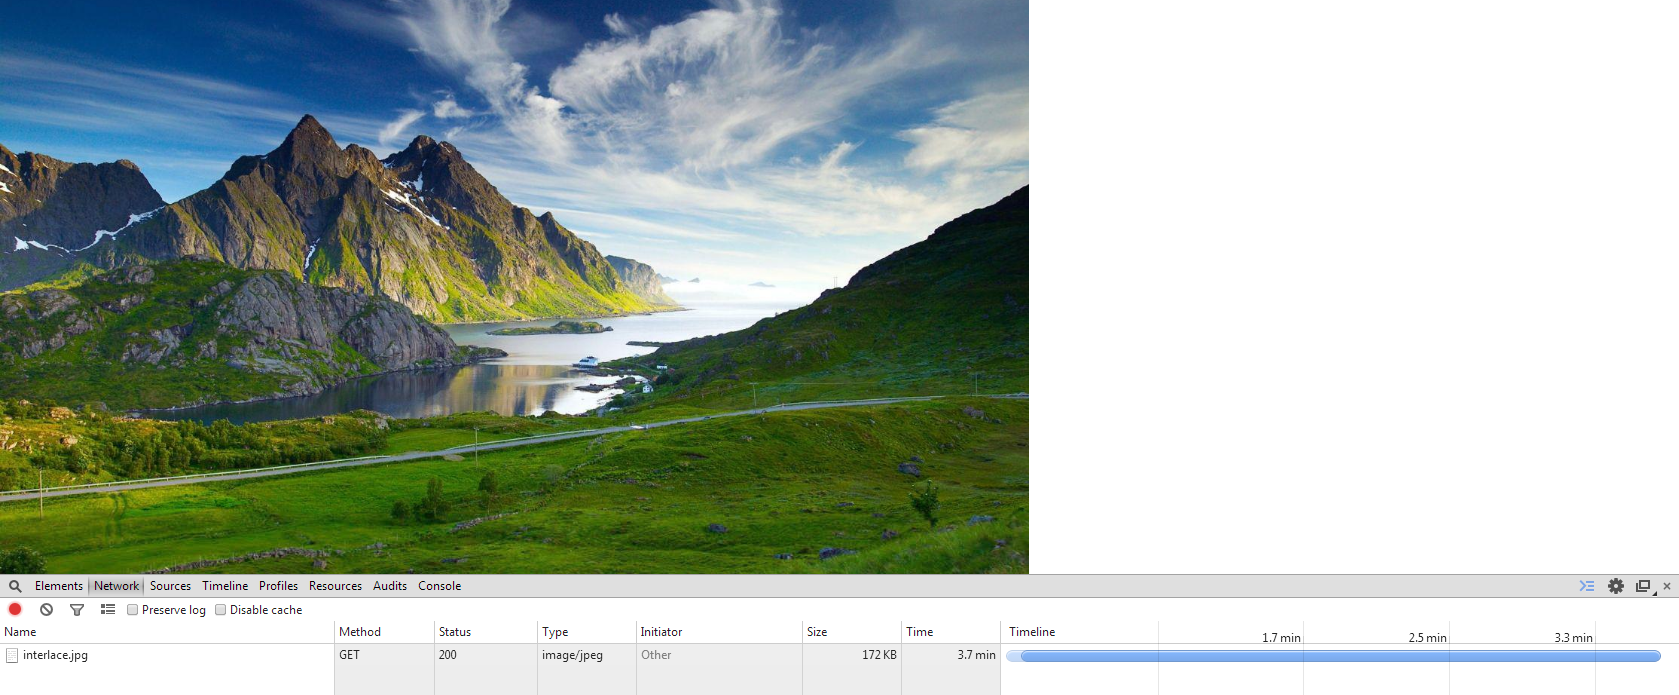 Elements Network Sources Timeline Profiles Resources Audits Console
Preserve log Disable cache
Name Method Status Type Initiator Size Time Timeline 1.7 min 2.5 min 3.3 min
interlace.jpg GET 200 image/jpeg Other 172 KB 3.7 min